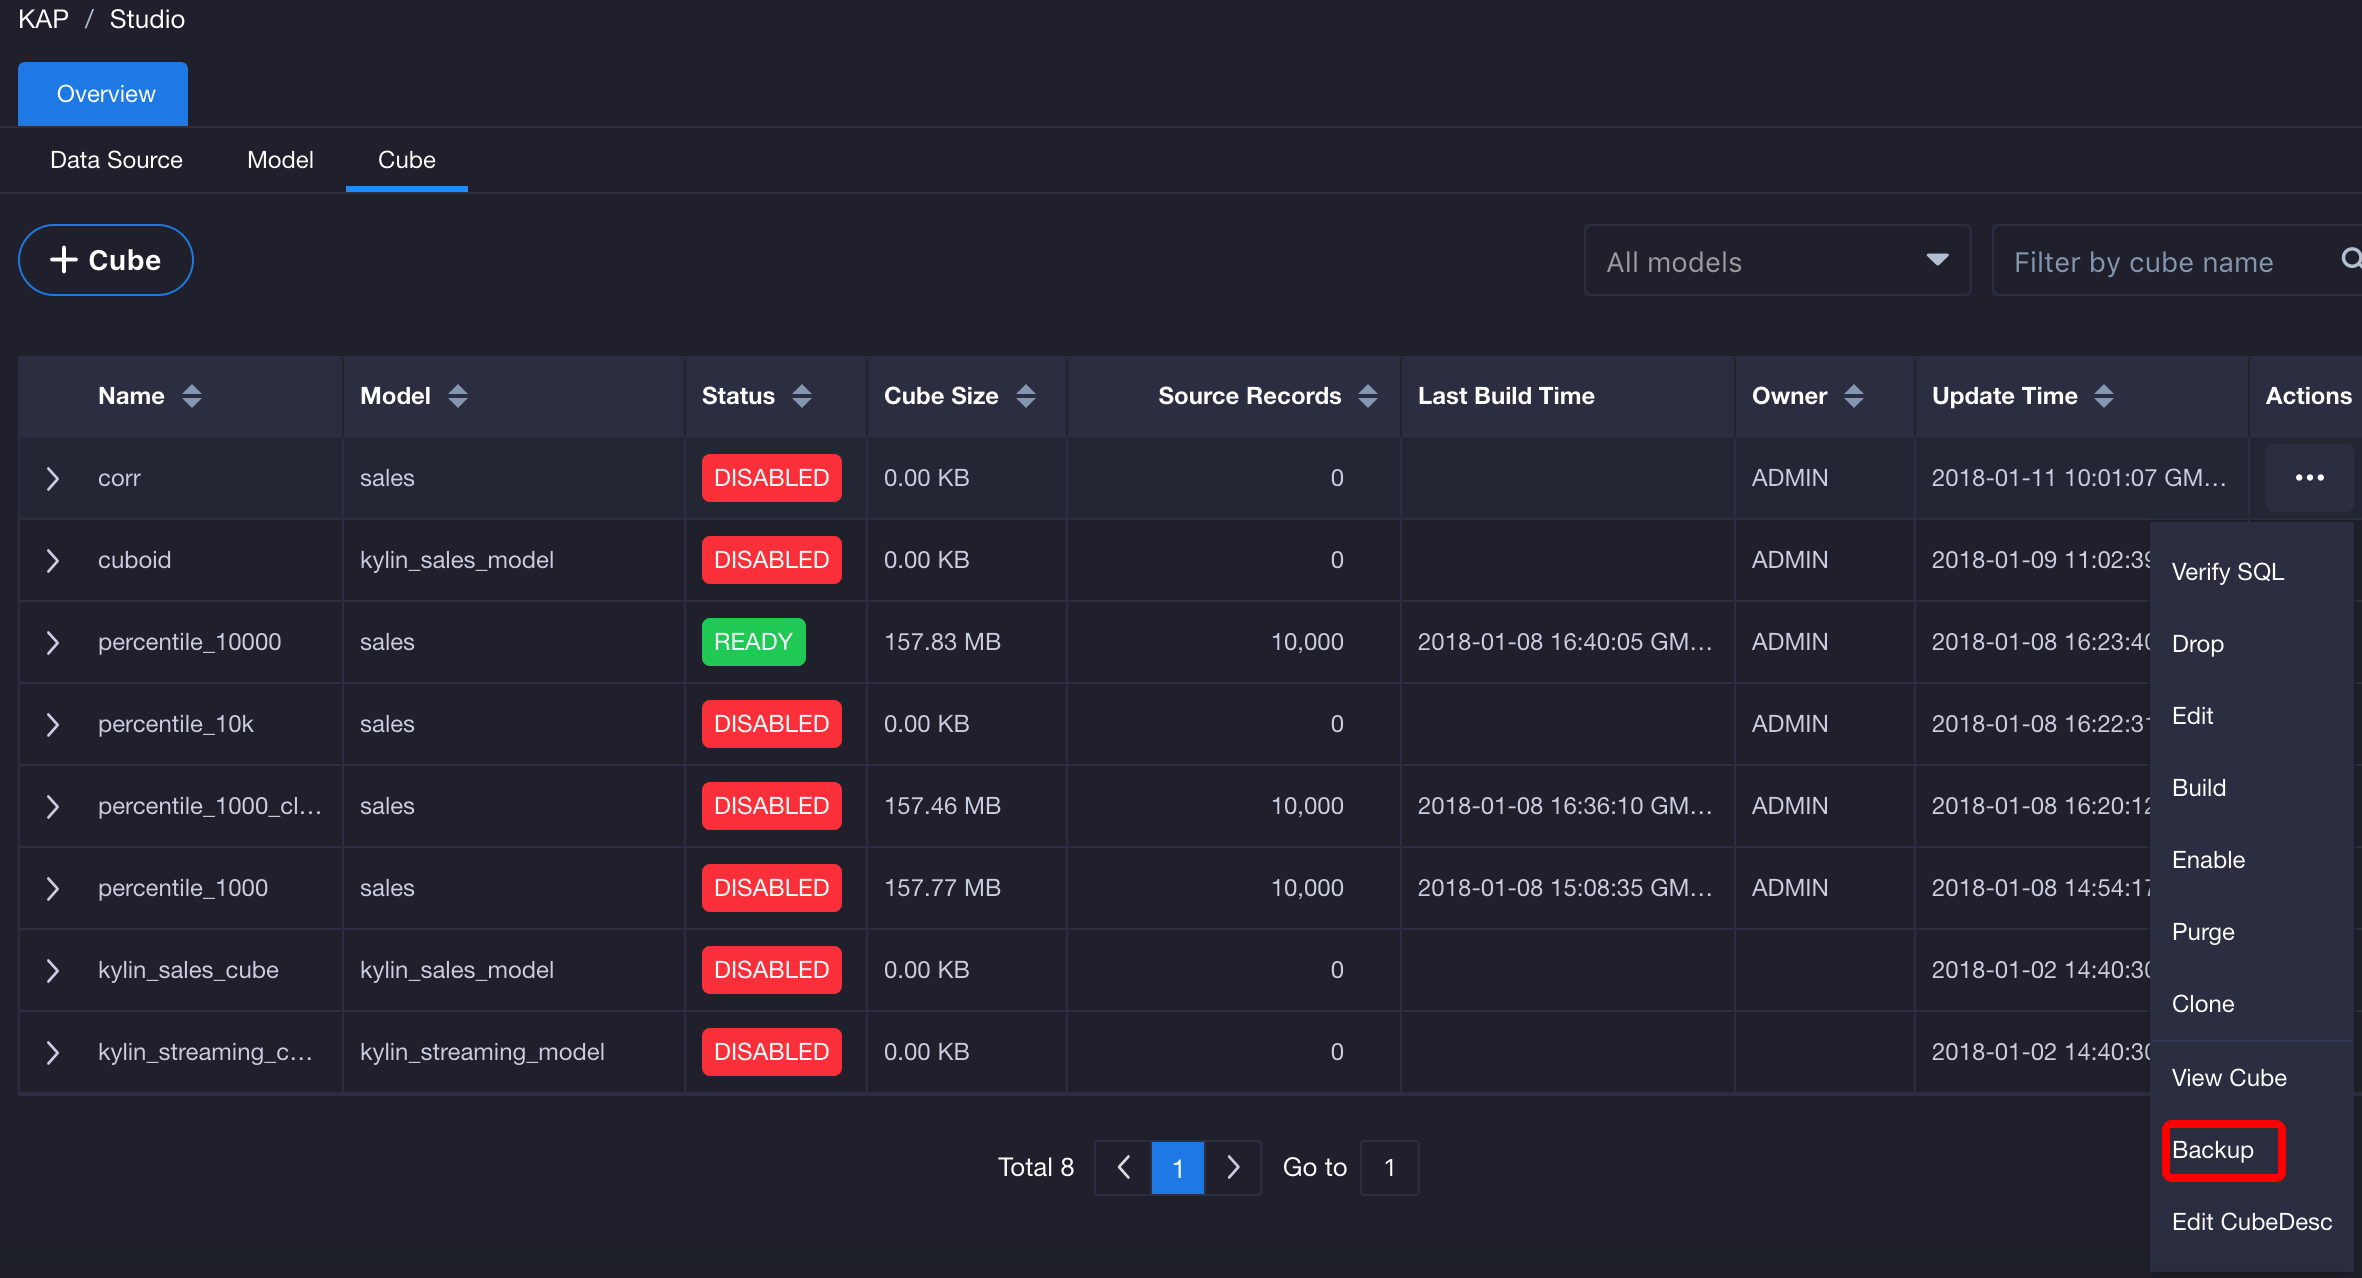 KAP / Studio
Overview
Data Source Model Cube
+ Cube All models Filter by cube name
Name Model Status Cube Size Source Records Last Build Time Owner Update Time Actions
corr sales DISABLED 0.00 KB 0 ADMIN 2018-01-11 10:01:07 GM... •••
cuboid kylin_sales_model DISABLED 0.00 KB 0 ADMIN 2018-01-09 11:02:39
Verify SQL
percentile_10000 sales READY 157.83 MB 10,000 2018-01-08 16:40:05 GM... ADMIN 2018-01-08 16:23:40
Drop
percentile_10k sales DISABLED 0.00 KB 0 ADMIN 2018-01-08 16:22:31
Edit
percentile_1000_cl... sales DISABLED 157.46 MB 10,000 2018-01-08 16:36:10 GM... ADMIN 2018-01-08 16:20:12
Build
percentile_1000 sales DISABLED 157.77 MB 10,000 2018-01-08 15:08:35 GM... ADMIN 2018-01-08 14:54:17
Enable
Purge
kylin_sales_cube kylin_sales_model DISABLED 0.00 KB 0 2018-01-02 14:40:30
Clone
kylin_streaming_c... kylin_streaming_model DISABLED 0.00 KB 0 2018-01-02 14:40:30
View Cube
Backup
Edit CubeDesc
Total 8 < 1 > Go to 1